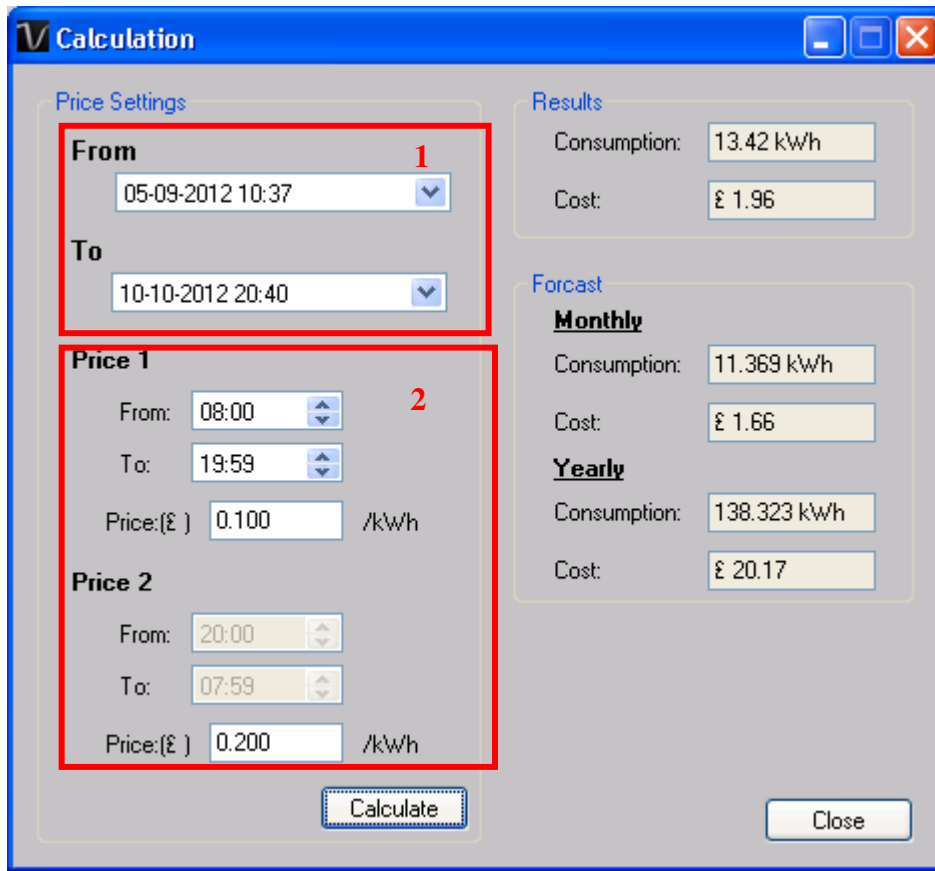 Calculation
Price Settings
From
1
05-09-2012 10:37
To
10-10-2012 20:40
Price 1
2
From: 08:00
To: 19:59
Price:(£ ) 0.100 /kWh
Price 2
From: 20:00
To: 07:59
Price:(£ ) 0.200 /kWh
Calculate
Results
Consumption: 13.42 kWh
Cost: £ 1.96
Forcast
Monthly
Consumption: 11.369 kWh
Cost: £ 1.66
Yearly
Consumption: 138.323 kWh
Cost: £ 20.17
Close